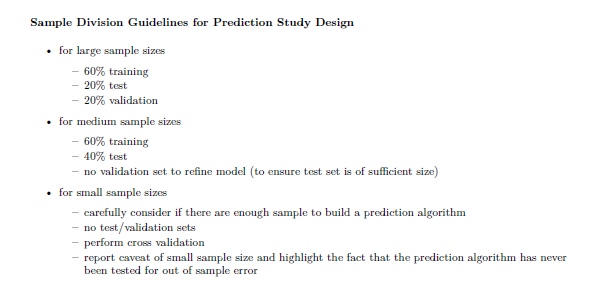 Sample Division Guidelines for Prediction Study Design
• for large sample sizes
– 60% training
– 20% test
– 20% validation
• for medium sample sizes
– 60% training
– 40% test
– no validation set to refine model (to ensure test set is of sufficient size)
• for small sample sizes
– carefully consider if there are enough sample to build a prediction algorithm
– no test/validation sets
– perform cross validation
– report caveat of small sample size and highlight the fact that the prediction algorithm has never
been tested for out of sample error